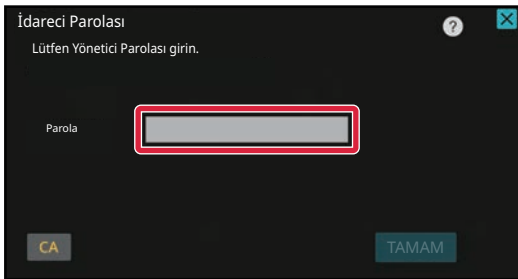 İdareci Parolası
?
Lütfen Yönetici Parolası girin.
Parola
CA
TAMAM